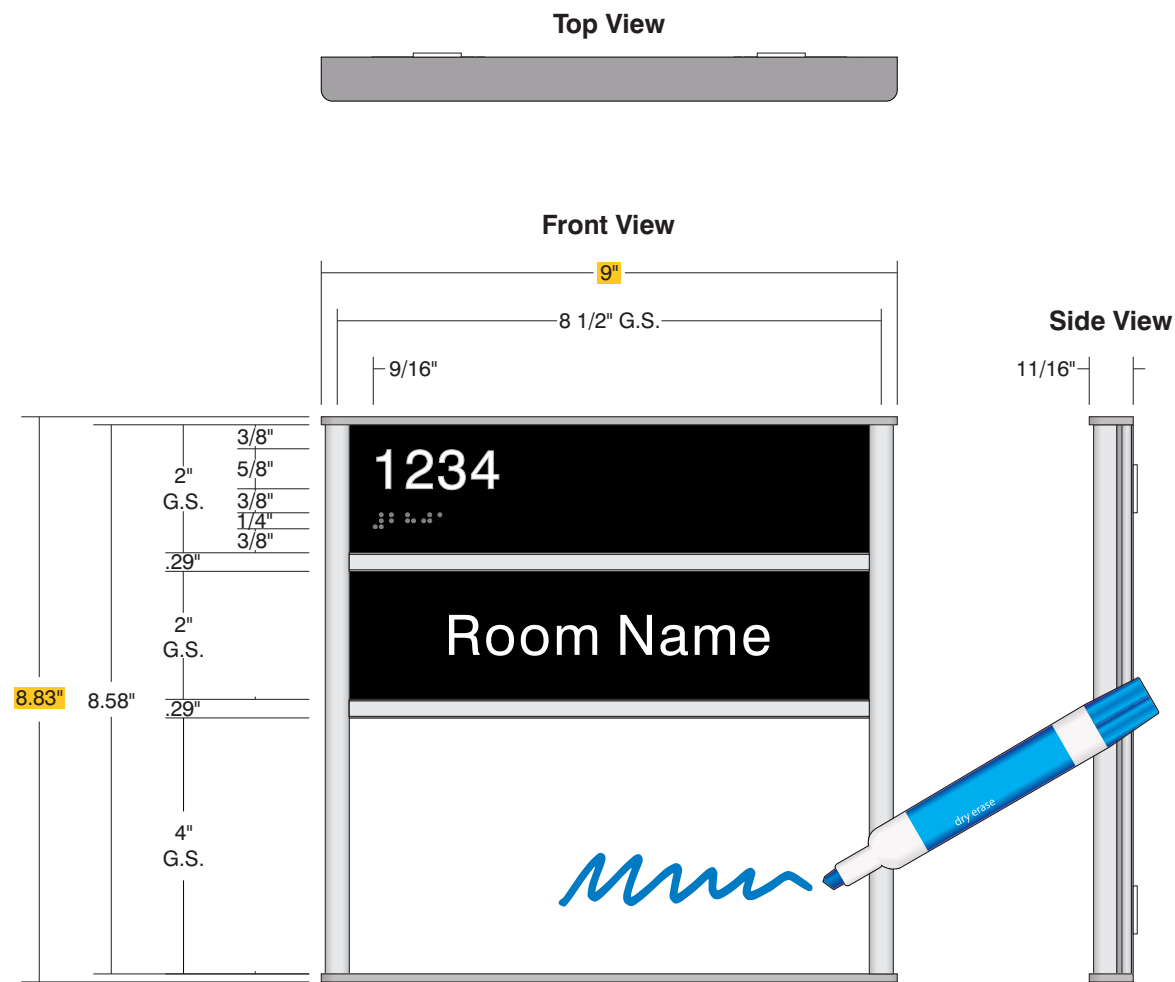 Top View
Front View
9"
8 1/2" G.S.
Side View
9/16"
11/16"
3/8"
2"
G.S.
5/8"
3/8"
1/4"
3/8"
1234
.29"
2"
G.S.
Room Name
8.83"
8.58"
.29"
4"
G.S.
dry erase